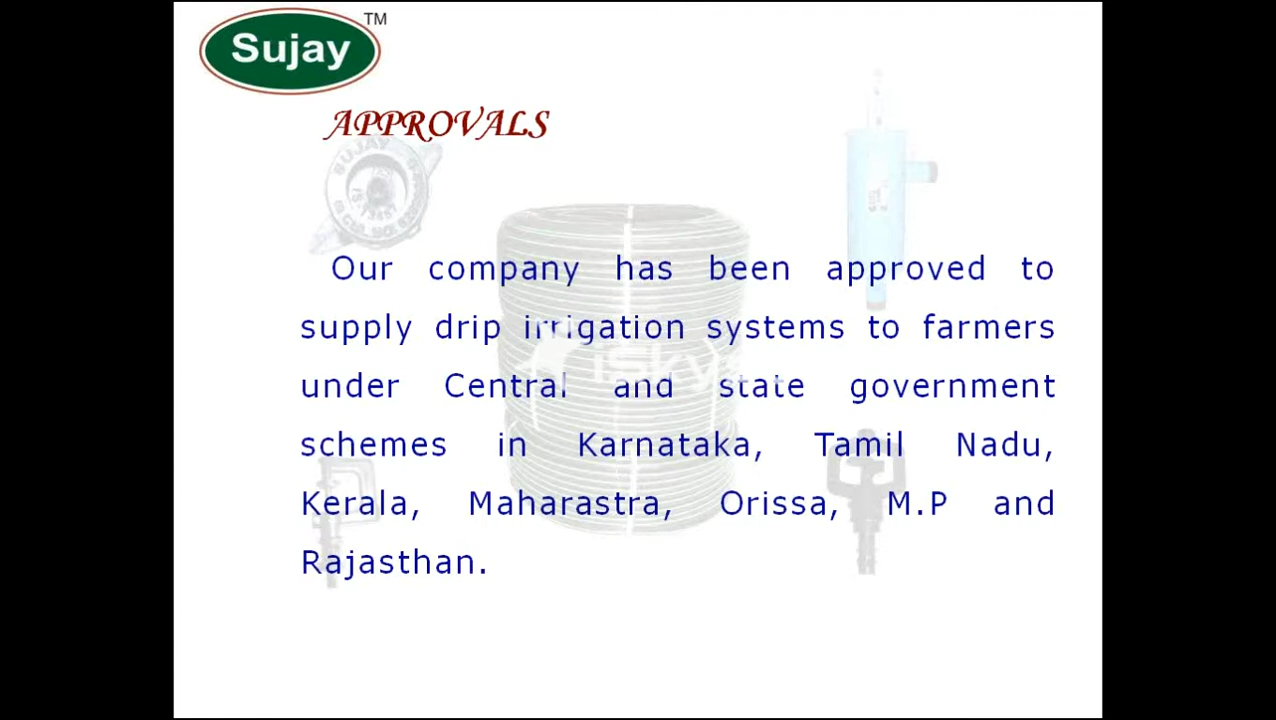 Sujay TM
APPROVALS
SUJAY
Our company has been approved to
supply drip irrigation systems to farmers
under Central and state government
schemes in Karnataka, Tamil Nadu,
Kerala, Maharastra, Orissa, M.P and
Rajasthan.